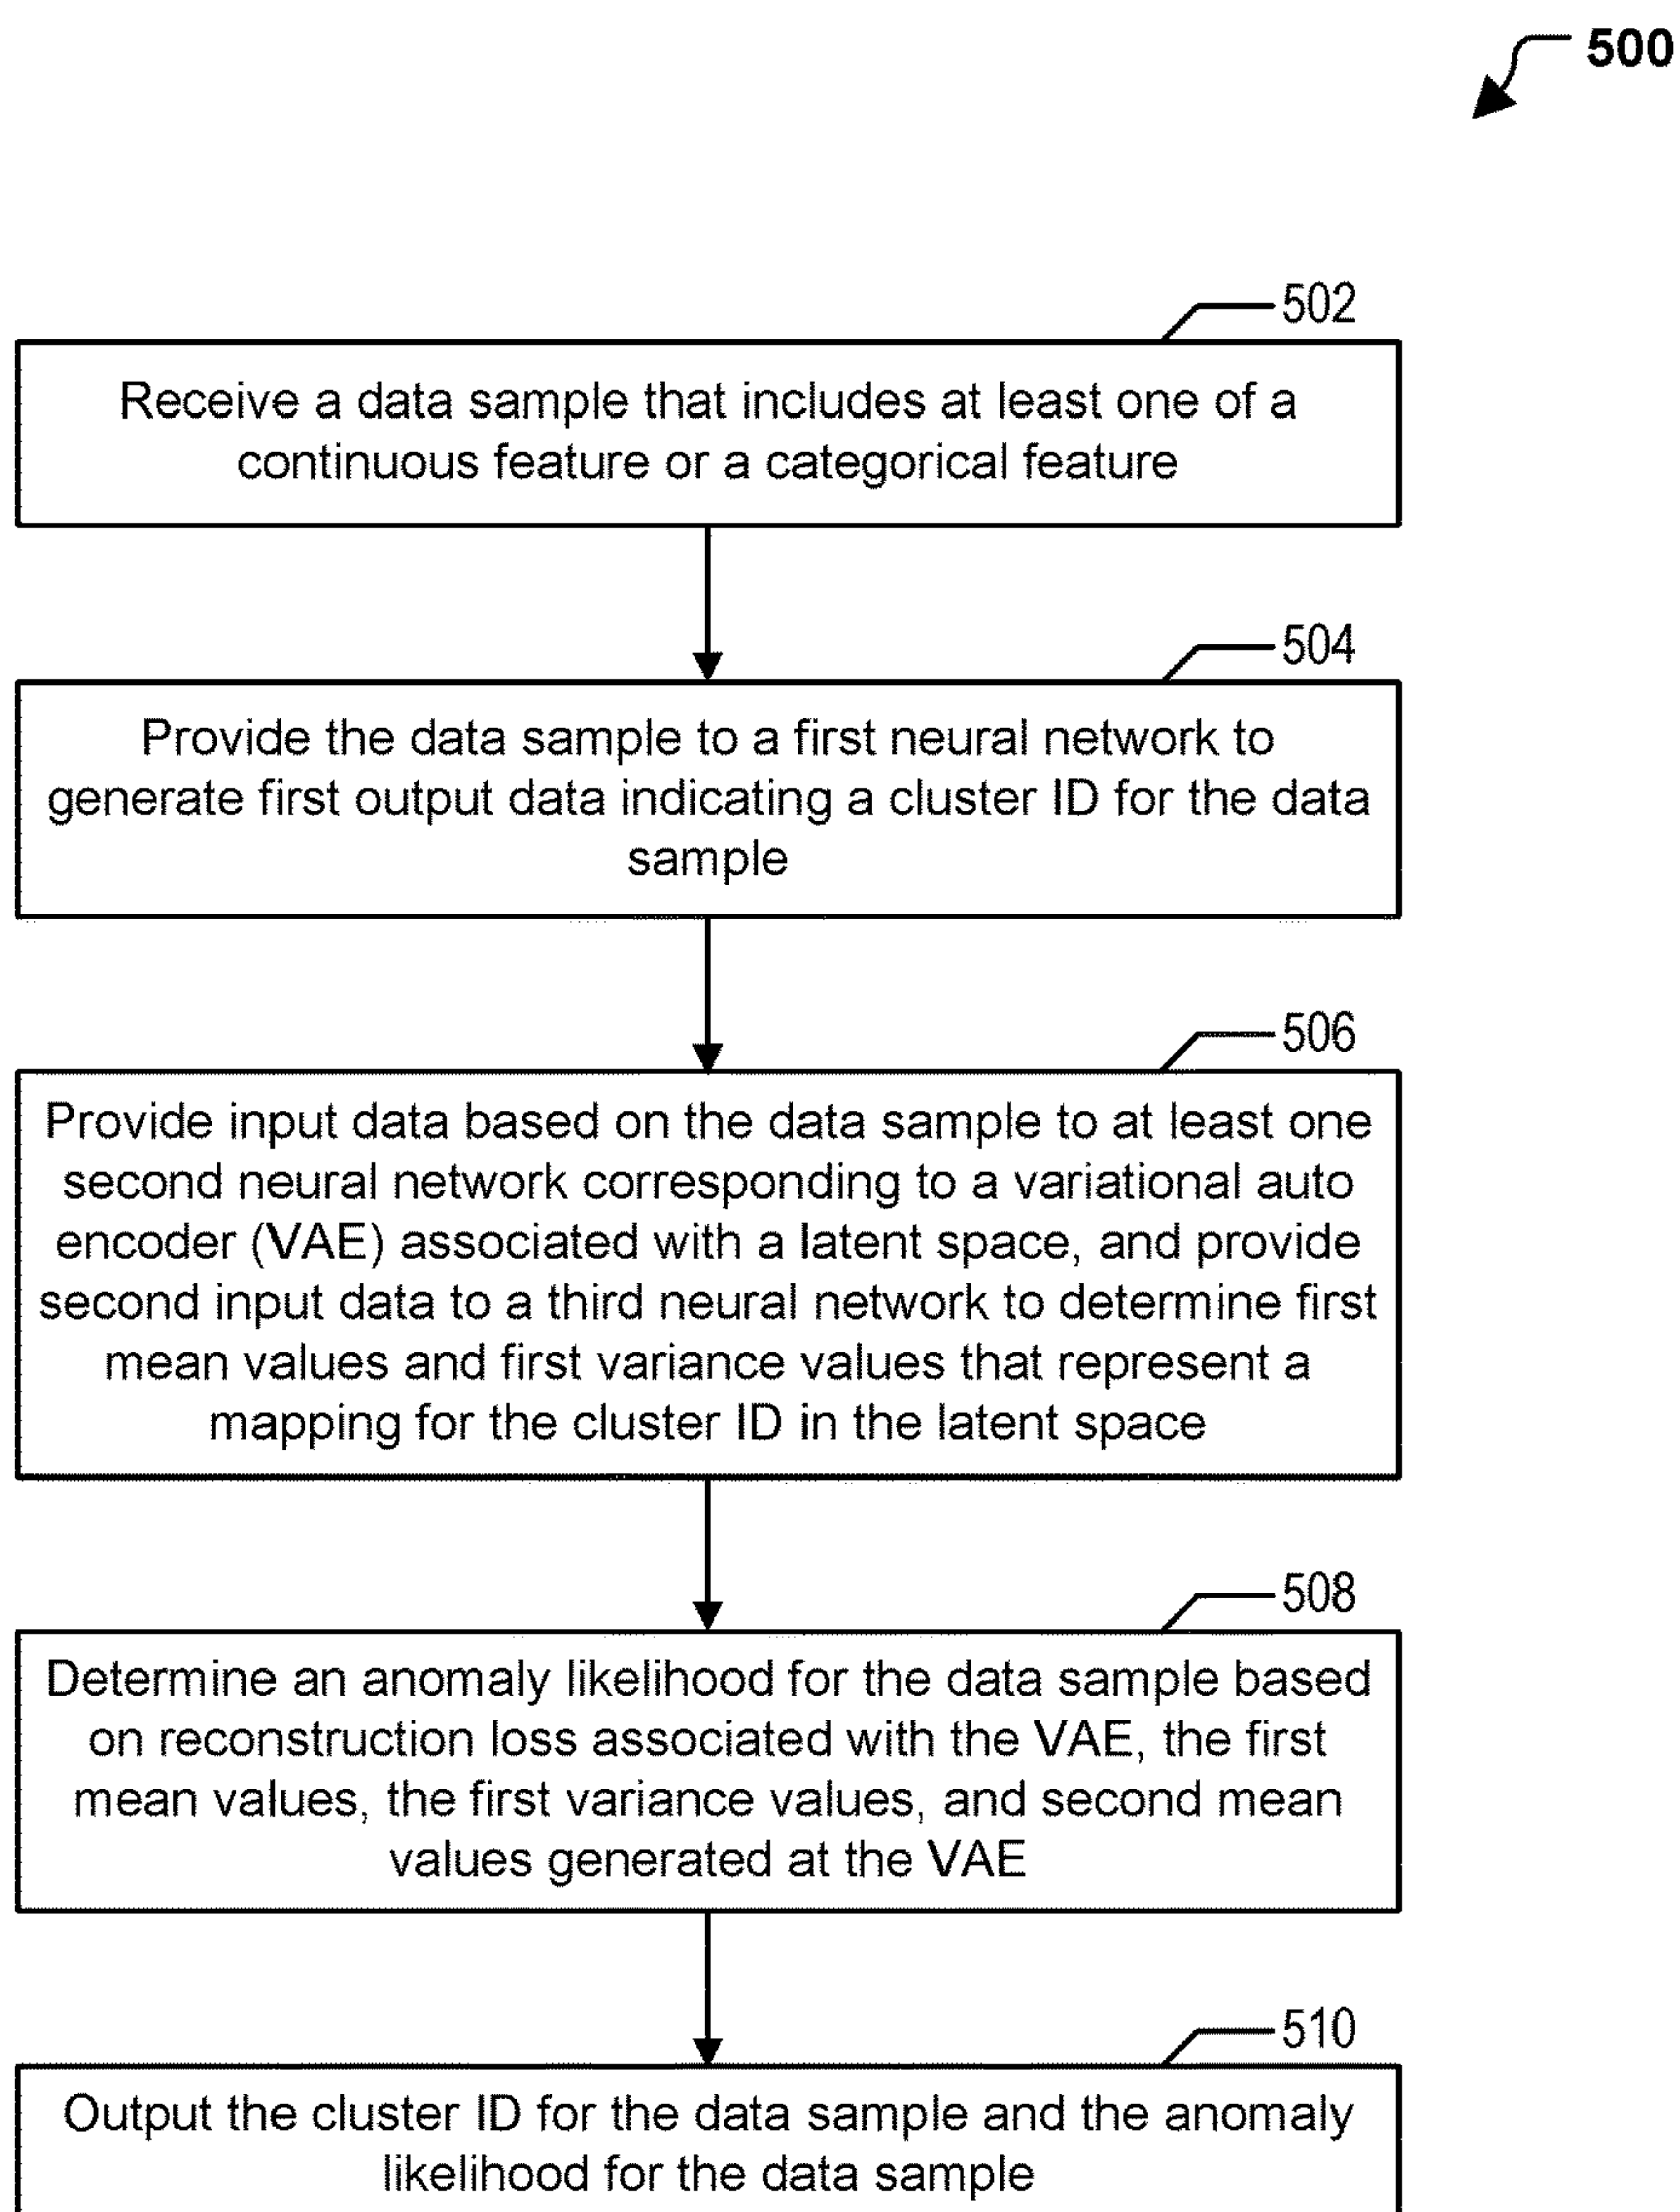 500
502
Receive a data sample that includes at least one of a
continuous feature or a categorical feature
504
Provide the data sample to a first neural network to
generate first output data indicating a cluster ID for the data
sample
506
Provide input data based on the data sample to at least one
second neural network corresponding to a variational auto
encoder (VAE) associated with a latent space, and provide
second input data to a third neural network to determine first
mean values and first variance values that represent a
mapping for the cluster ID in the latent space
508
Determine an anomaly likelihood for the data sample based
on reconstruction loss associated with the VAE, the first
mean values, the first variance values, and second mean
values generated at the VAE
510
Output the cluster ID for the data sample and the anomaly
likelihood for the data sample